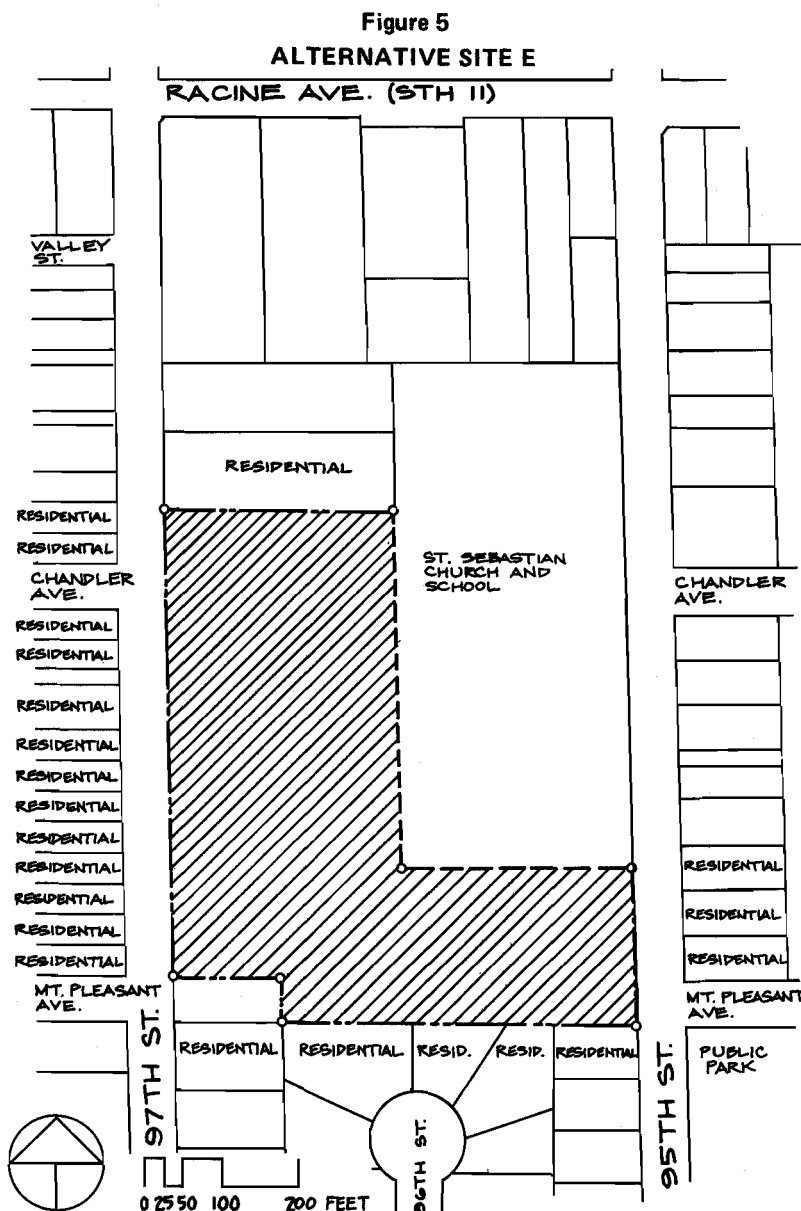 Figure 5
ALTERNATIVE SITE E
RACINE AVE. (STH 11)
VALLEY
ST.
RESIDENTIAL
RESIDENTIAL
RESIDENTIAL
ST. SEBASTIAN
CHURCH AND
SCHOOL
CHANDLER
AVE.
CHANDLER
AVE.
RESIDENTIAL
RESIDENTIAL
RESIDENTIAL
RESIDENTIAL
RESIDENTIAL
RESIDENTIAL
RESIDENTIAL
RESIDENTIAL
RESIDENTIAL
RESIDENTIAL
RESIDENTIAL
RESIDENTIAL
RESIDENTIAL
RESIDENTIAL
MT. PLEASANT
AVE.
MT. PLEASANT
AVE.
97TH ST.
RESIDENTIAL
RESIDENTIAL
RESID.
RESID.
RESIDENTIAL
95TH ST.
PUBLIC
PARK
96TH ST.
0 25 50 100 200 FEET